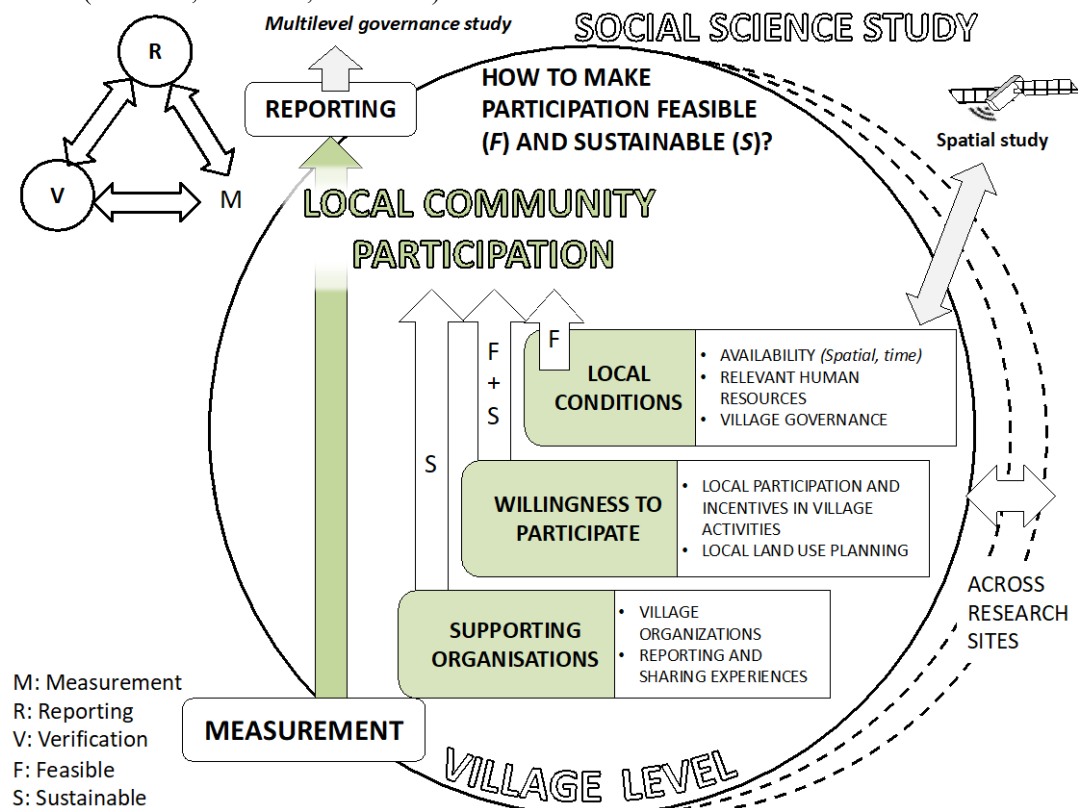 Multilevel governance study
SOCIAL SCIENCE STUDY
R
V
M
REPORTING
HOW TO MAKE
PARTICIPATION FEASIBLE
(F) AND SUSTAINABLE (S)?
Spatial study
LOCAL COMMUNITY
PARTICIPATION
F
LOCAL
CONDITIONS
• AVAILABILITY (Spatial, time)
• RELEVANT HUMAN
RESOURCES
• VILLAGE GOVERNANCE
F
+
S
WILLINGNESS TO
PARTICIPATE
• LOCAL PARTICIPATION AND
INCENTIVES IN VILLAGE
ACTIVITIES
• LOCAL LAND USE PLANNING
S
SUPPORTING
ORGANISATIONS
• VILLAGE
ORGANIZATIONS
• REPORTING AND
SHARING EXPERIENCES
ACROSS
RESEARCH
SITES
MEASUREMENT
VILLAGE LEVEL
M: Measurement
R: Reporting
V: Verification
F: Feasible
S: Sustainable